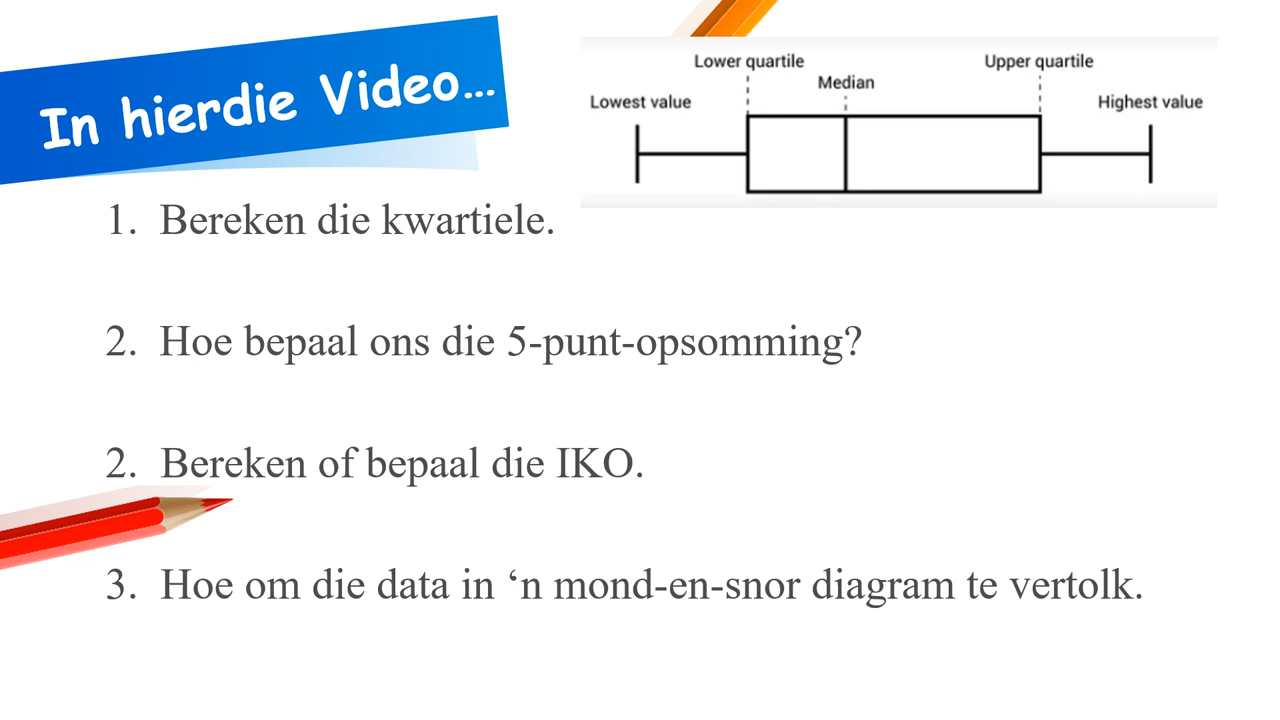 In hierdie Video...
Lower quartile
Upper quartile
Median
Lowest value
Highest value
1. Bereken die kwartiele.
2. Hoe bepaal ons die 5-punt-opsomming?
2. Bereken of bepaal die IKO.
3. Hoe om die data in ‘n mond-en-snor diagram te vertolk.